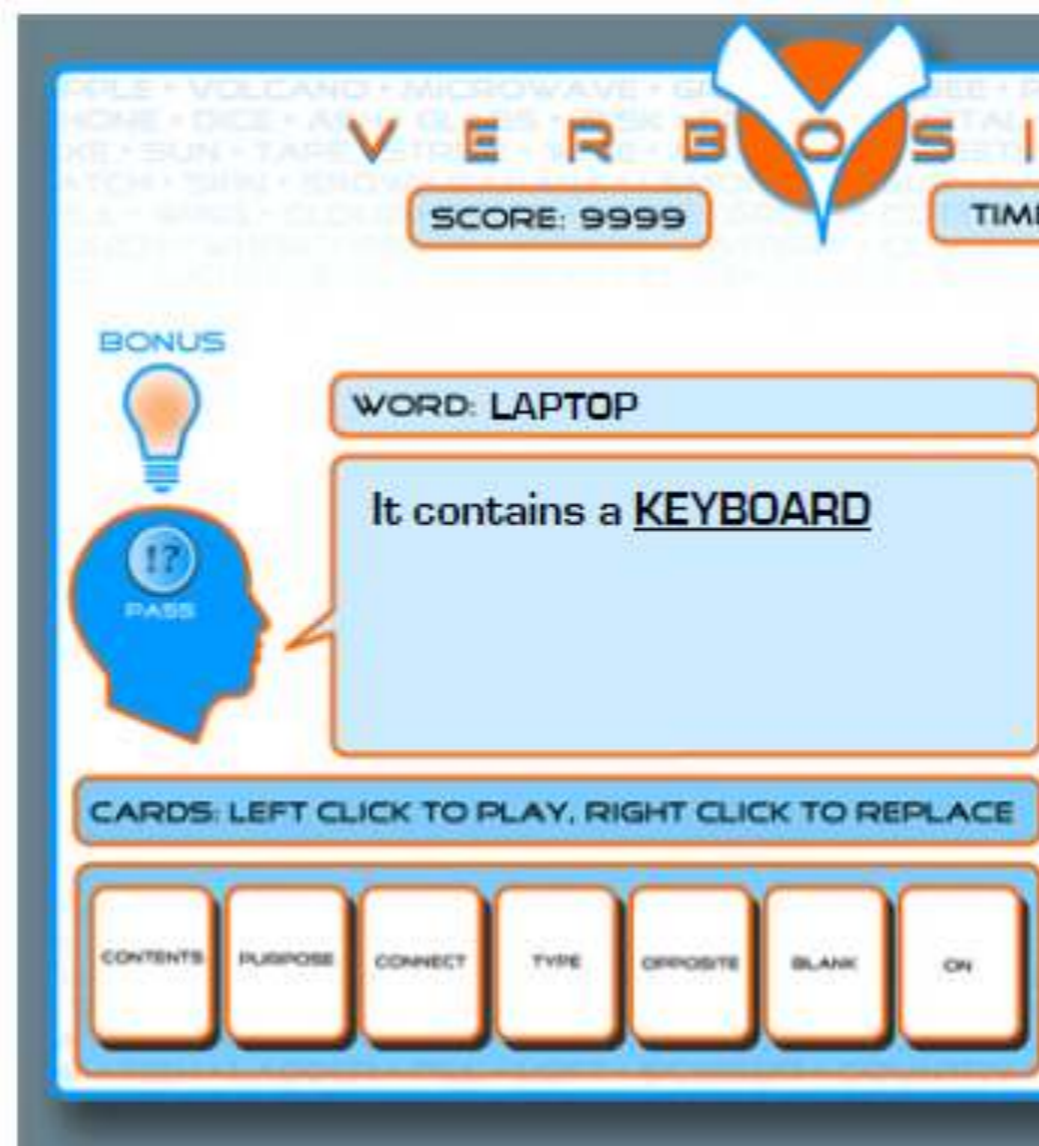 V E R B O S I
SCORE: 9999
TIME
BONUS
WORD: LAPTOP
It contains a KEYBOARD
!?
PASS
CARDS: LEFT CLICK TO PLAY, RIGHT CLICK TO REPLACE
CONTENTS PURPOSE CONNECT TYPE OPPOSITE BLANK ON